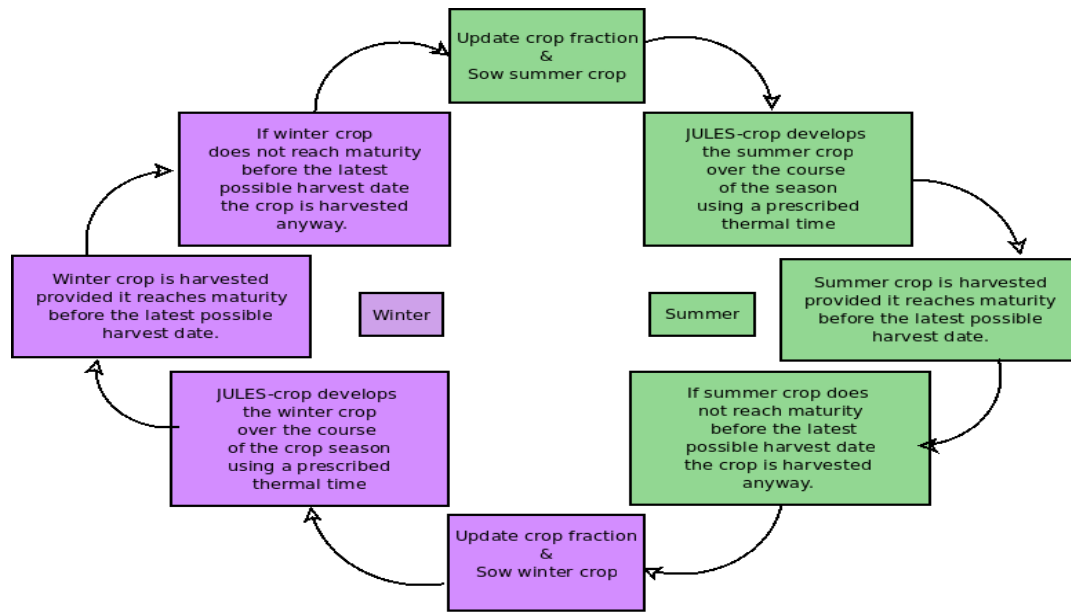 Update crop fraction
&
Sow summer crop
JULES-crop develops
the summer crop
over the course
of the season
using a prescribed
thermal time
Summer crop is harvested
provided it reaches maturity
before the latest possible
harvest date.
If summer crop does
not reach maturity
before the latest
possible harvest date
the crop is harvested
anyway.
Update crop fraction
&
Sow winter crop
JULES-crop develops
the winter crop
over the course
of the crop season
using a prescribed
thermal time
Winter crop is harvested
provided it reaches maturity
before the latest possible
harvest date.
If winter crop
does not reach maturity
before the latest
possible harvest date
the crop is harvested
anyway.
Winter
Summer